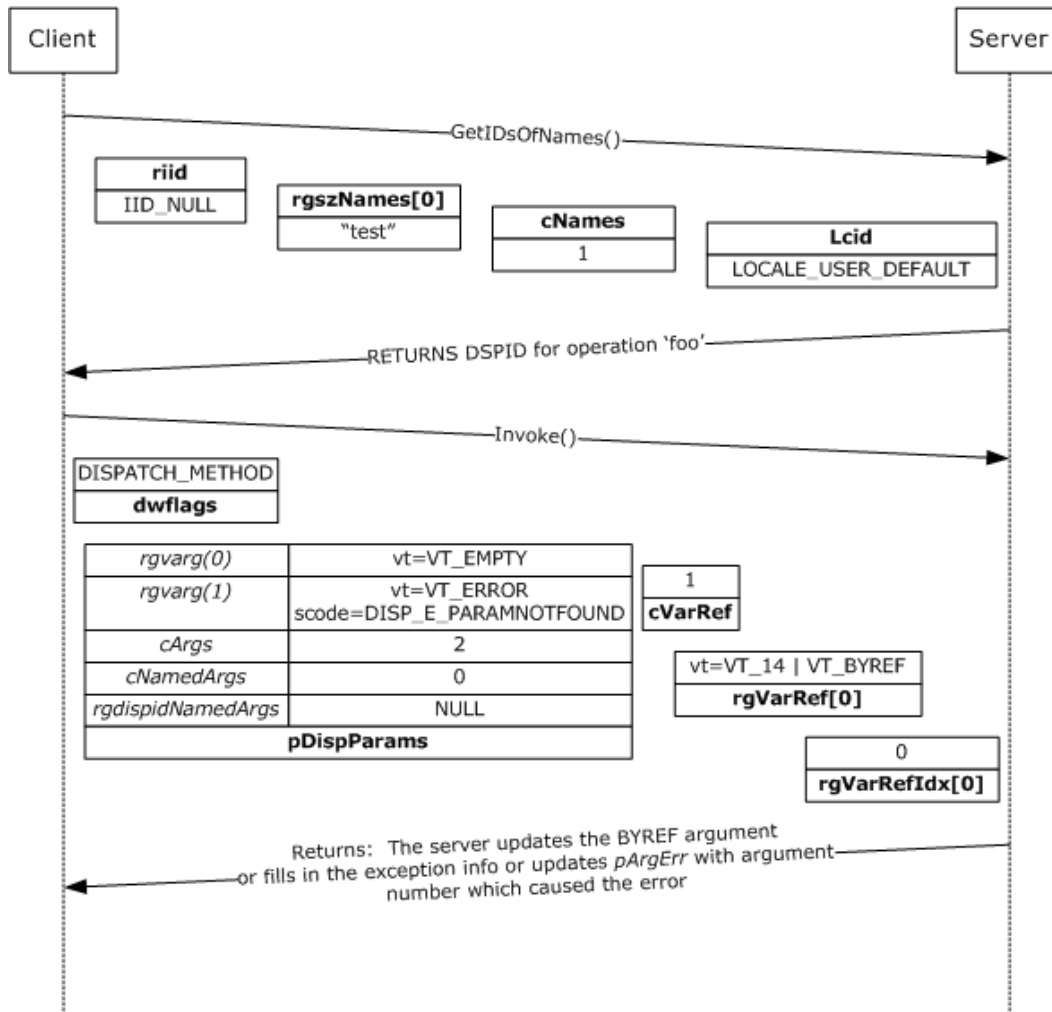 Client
Server
GetIDsOfNames()
riid
IID_NULL
rgszNames[0]
“test”
cNames
1
Lcid
LOCALE_USER_DEFAULT
RETURNS DSPID for operation ‘foo’
Invoke()
DISPATCH_METHOD
dwflags
rgvarg(0) vt=VT_EMPTY
rgvarg(1) vt=VT_ERROR
scode=DISP_E_PARAMNOTFOUND
cArgs 2
cNamedArgs 0
rgdispidNamedArgs NULL
pDispParams
1
cVarRef
vt=VT_14 | VT_BYREF
rgVarRef[0]
0
rgVarRefIdx[0]
Returns: The server updates the BYREF argument
or fills in the exception info or updates pArgErr with argument
number which caused the error